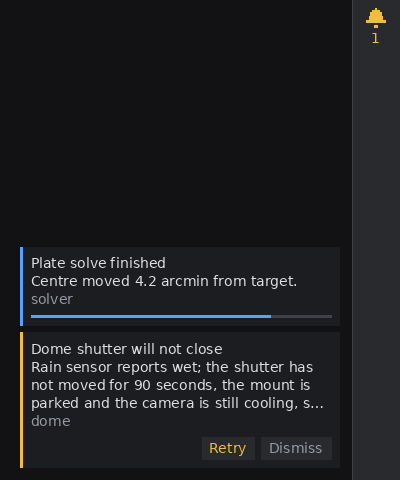 1
Plate solve finished
Centre moved 4.2 arcmin from target.
solver
Dome shutter will not close
Rain sensor reports wet; the shutter has
not moved for 90 seconds, the mount is
parked and the camera is still cooling, s...
dome
Retry Dismiss